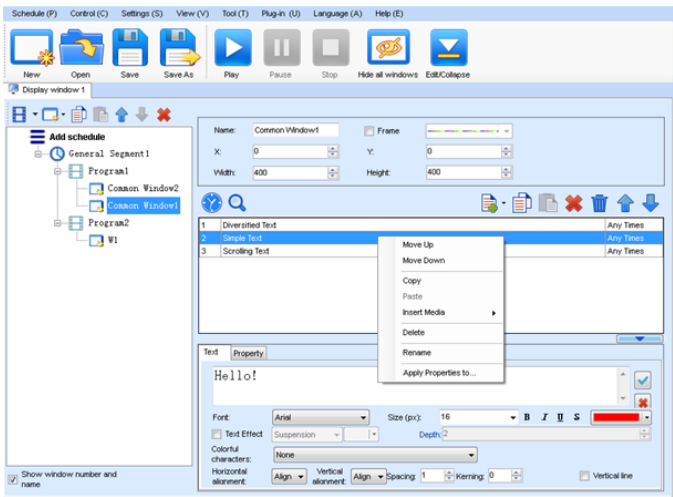 Schedule (P) Control (C) Settings (S) View (V) Tool (T) Plug-in (U) Language (A) Help (E)
New Open Save Save As Play Pause Stop Hide all windows Edit/Collapse
Display window 1
Add schedule
General Segment1
Program1
Common Window2
Common Window1
Program2
W1
Show window number and
name
Name: Common Window1 Frame
X: 0 Y: 0
Width: 400 Height: 400
1 Diversified Text Any Times
2 Simple Text Any Times
3 Scrolling Text Any Times
Move Up
Move Down
Copy
Paste
Insert Media
Delete
Rename
Apply Properties to...
Text Property
Hello!
Font: Arial Size (px): 16 B I U S
Text Effect Suspension Depth: 2
Colorful
characters: None
Horizontal
alignment: Align Vertical
alignment: Align Spacing: 1 Kerning: 0 Vertical line